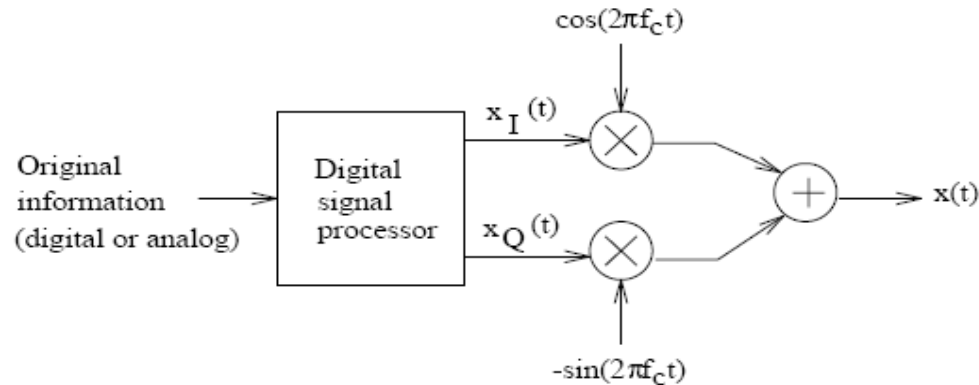 cos(2πf_c t)
x_I (t)
Original
information
(digital or analog)
Digital
signal
processor
x(t)
x_Q (t)
-sin(2πf_c t)